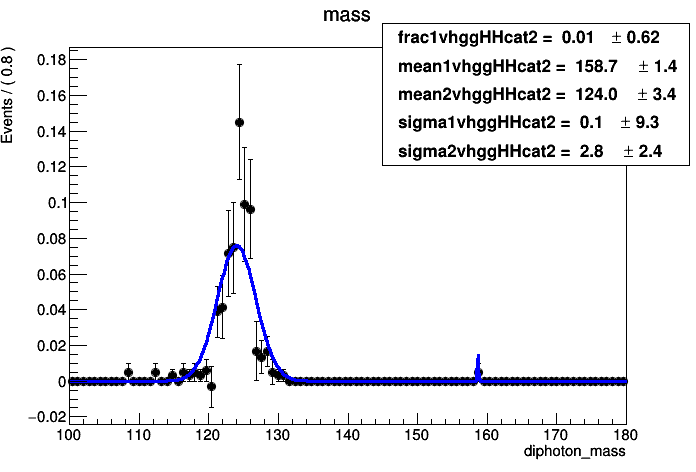 mass
frac1vhggHHcat2 = 0.01 ± 0.62
mean1vhggHHcat2 = 158.7 ± 1.4
mean2vhggHHcat2 = 124.0 ± 3.4
sigma1vhggHHcat2 = 0.1 ± 9.3
sigma2vhggHHcat2 = 2.8 ± 2.4
Events / ( 0.8 )
0.18
0.16
0.14
0.12
0.1
0.08
0.06
0.04
0.02
0
−0.02
100 110 120 130 140 150 160 170 180
diphoton_mass